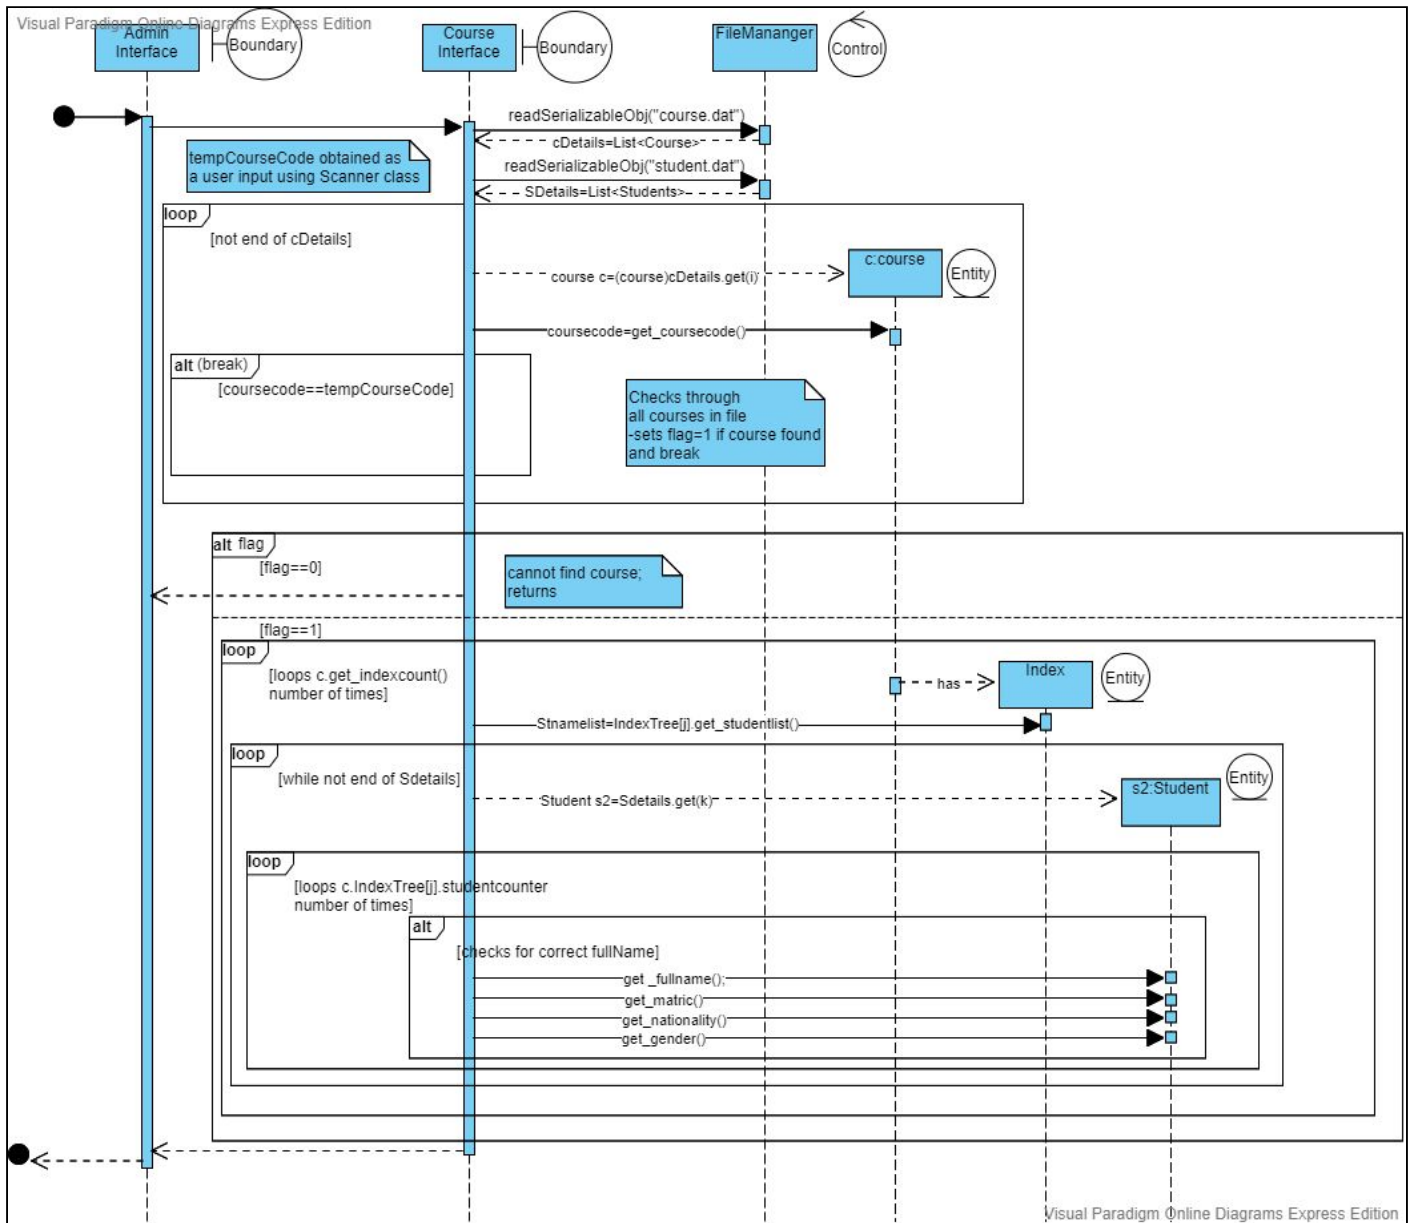 Visual Paradigm Online Diagrams Express Edition
Admin
Interface
Boundary
Course
Interface
Boundary
FileMananger
Control
readSerializableObj("course.dat")
cDetails=List<Course>
tempCourseCode obtained as
a user input using Scanner class
readSerializableObj("student.dat")
SDetails=List<Students>
loop
[not end of cDetails]
c:course
Entity
course c=(course)cDetails.get(i)
coursecode=get_coursecode()
alt (break)
[coursecode==tempCourseCode]
Checks through
all courses in file
-sets flag=1 if course found
and break
alt flag
[flag==0]
cannot find course;
returns
[flag==1]
loop
[loops c.get_indexcount()
number of times]
has
Index
Entity
Stnamelist=IndexTree[j].get_studentlist()
loop
[while not end of Sdetails]
Student s2=Sdetails.get(k)
s2:Student
Entity
loop
[loops c.IndexTree[j].studentcounter
number of times]
alt
[checks for correct fullName]
get _fullname();
get_matric()
get_nationality()
get_gender()
Visual Paradigm Online Diagrams Express Edition